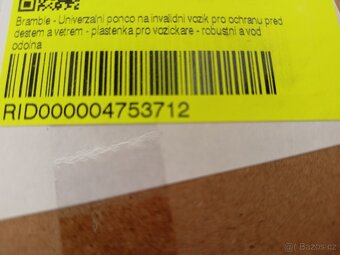 Bramble - Univerzalni ponco na invalidni vozik pro ochranu pred
destem a vetrem - plastenka pro vozickare - robustni a vod
odolna
RID000004753712
© Bazos.cz